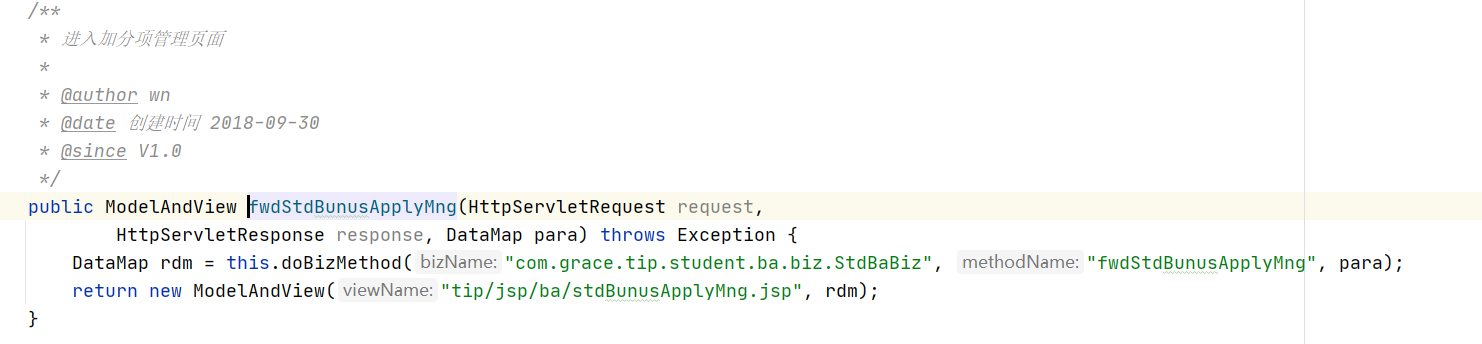 /**
 * 进入加分项管理页面
 *
 * @author wn
 * @date 创建时间 2018-09-30
 * @since V1.0
 */
public ModelAndView fwdStdBunusApplyMng(HttpServletRequest request,
        HttpServletResponse response, DataMap para) throws Exception {
    DataMap rdm = this.doBizMethod( bizName: "com.grace.tip.student.ba.biz.StdBaBiz", methodName: "fwdStdBunusApplyMng", para);
    return new ModelAndView( viewName: "tip/jsp/ba/stdBunusApplyMng.jsp", rdm);
}